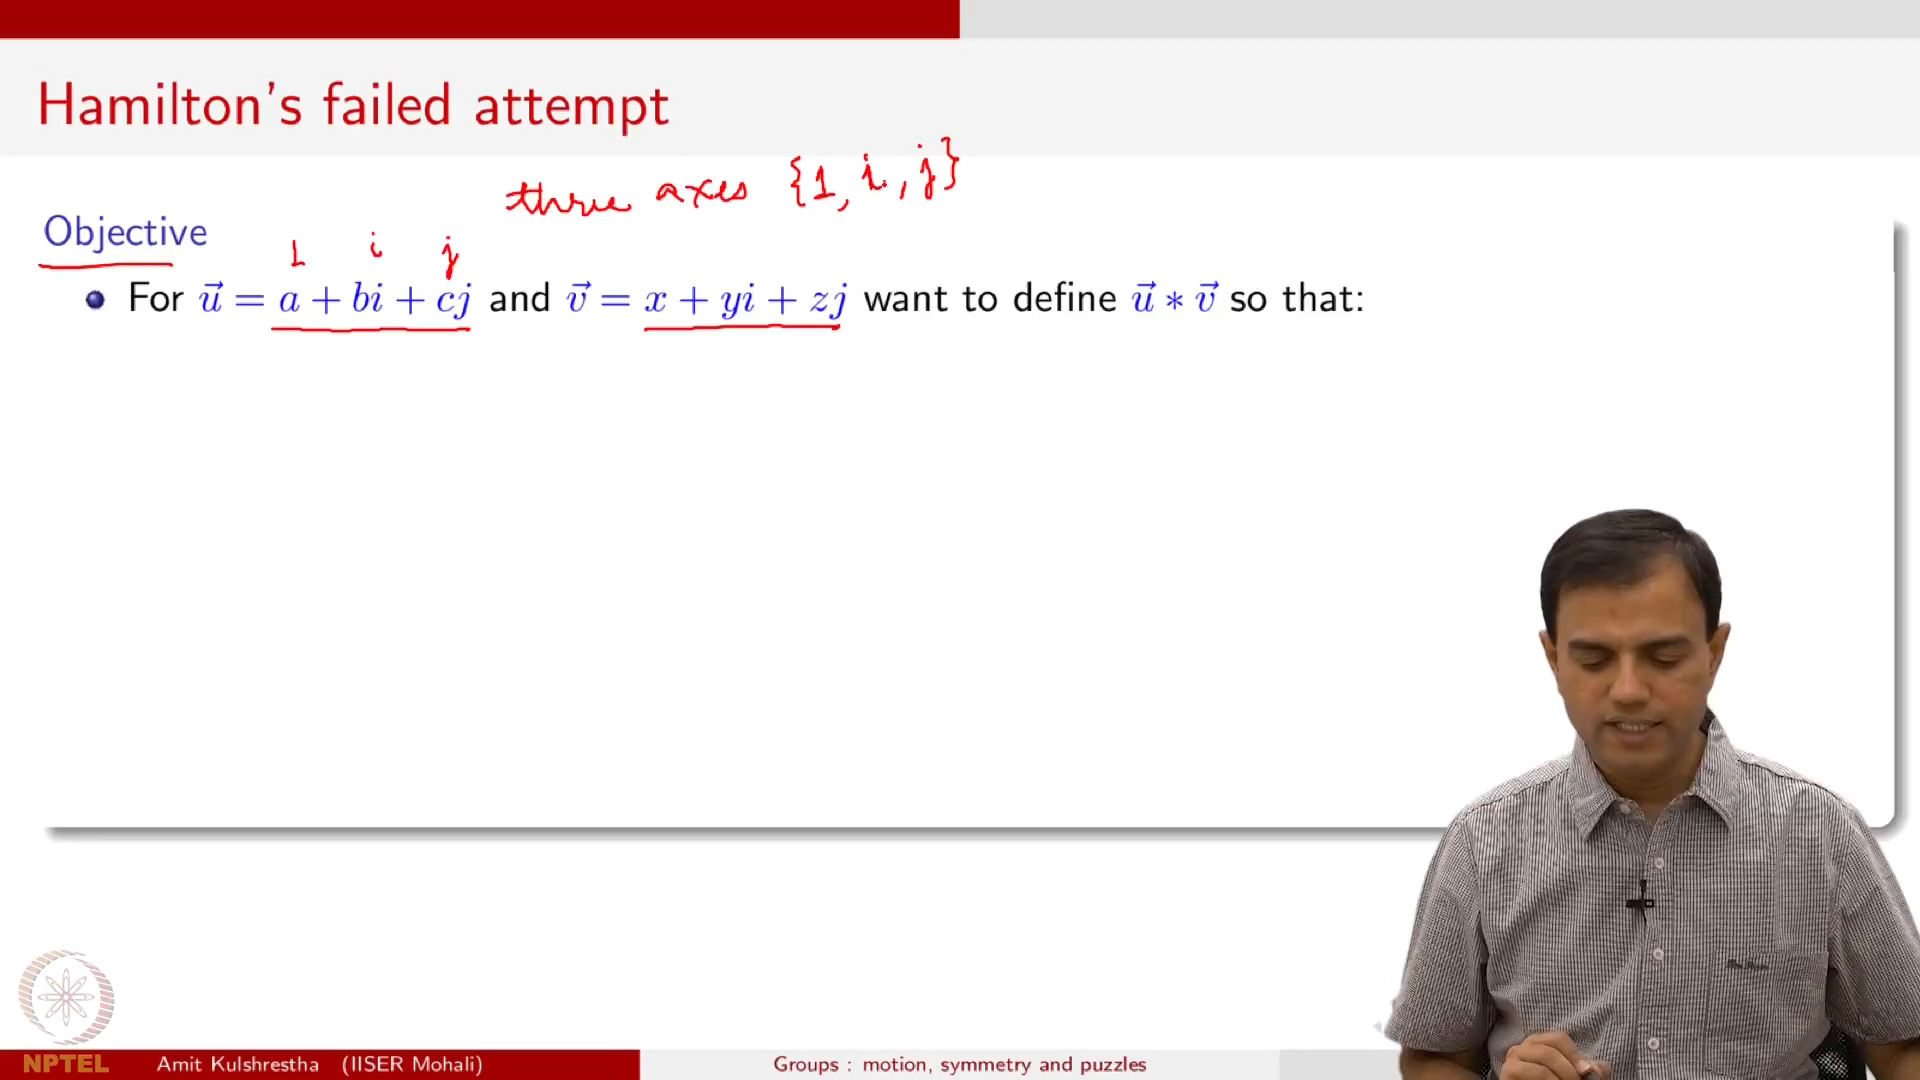 Hamilton's failed attempt
three axes {1, i, j}
Objective
1 i j
For u⃗ = a + bi + cj and v⃗ = x + yi + zj want to define u⃗ ∗ v⃗ so that:
NPTEL Amit Kulshrestha (IISER Mohali) Groups : motion, symmetry and puzzles